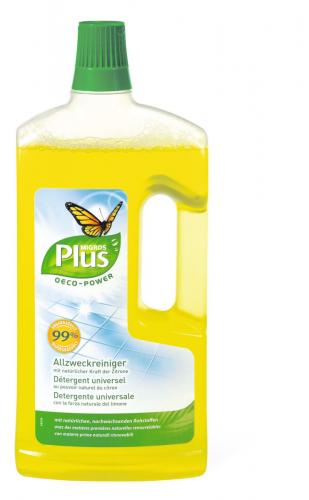 MIGROS
Plus
OECO-POWER
99%
Allzweckreiniger
mit natürlicher Kraft der Zitrone
Détergent universel
au pouvoir naturel du citron
Detergente universale
con la forza naturale del limone
mit natürlichen, nachwachsenden Rohstoffen
avec des matières premières naturelles renouvelables
con materie prime naturali rinnovabili